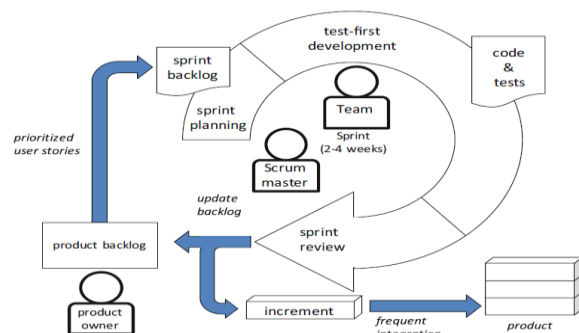 test-first
development
code
&
tests
sprint
backlog
sprint
planning
Team
Sprint
(2-4 weeks)
Scrum
master
prioritized
user stories
update
backlog
product backlog
sprint
review
product
owner
increment
frequent
integration
product